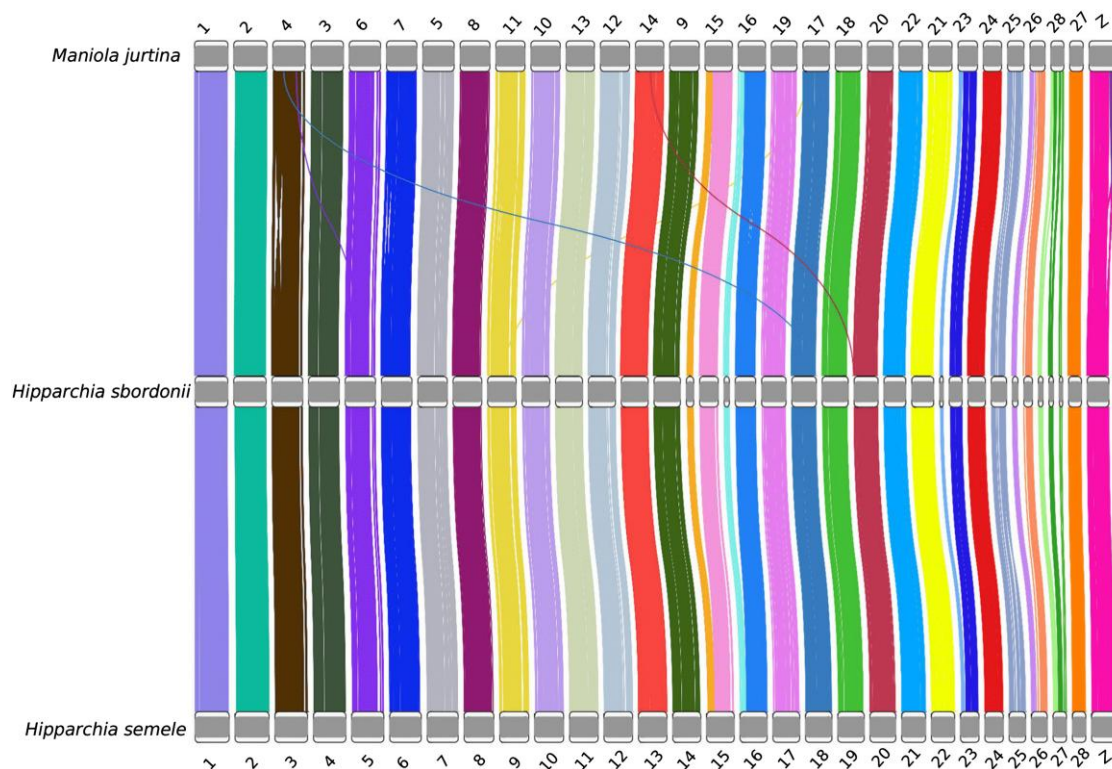 1 2 4 3 6 7 5 8 11 10 13 12 14 9 15 16 19 17 18 20 22 21 23 24 25 26 28 27 Z
Maniola jurtina
Hipparchia sbordonii
Hipparchia semele
1 2 3 4 5 6 7 8 9 10 11 12 13 14 15 16 17 18 19 20 21 22 23 24 25 26 27 28 Z